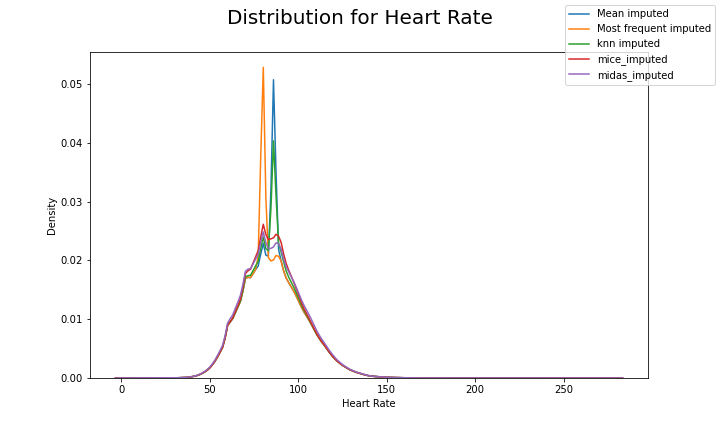 Distribution for Heart Rate
Mean imputed
Most frequent imputed
knn imputed
mice_imputed
midas_imputed
0.05
0.04
0.03
0.02
0.01
0.00
Density
0 50 100 150 200 250
Heart Rate